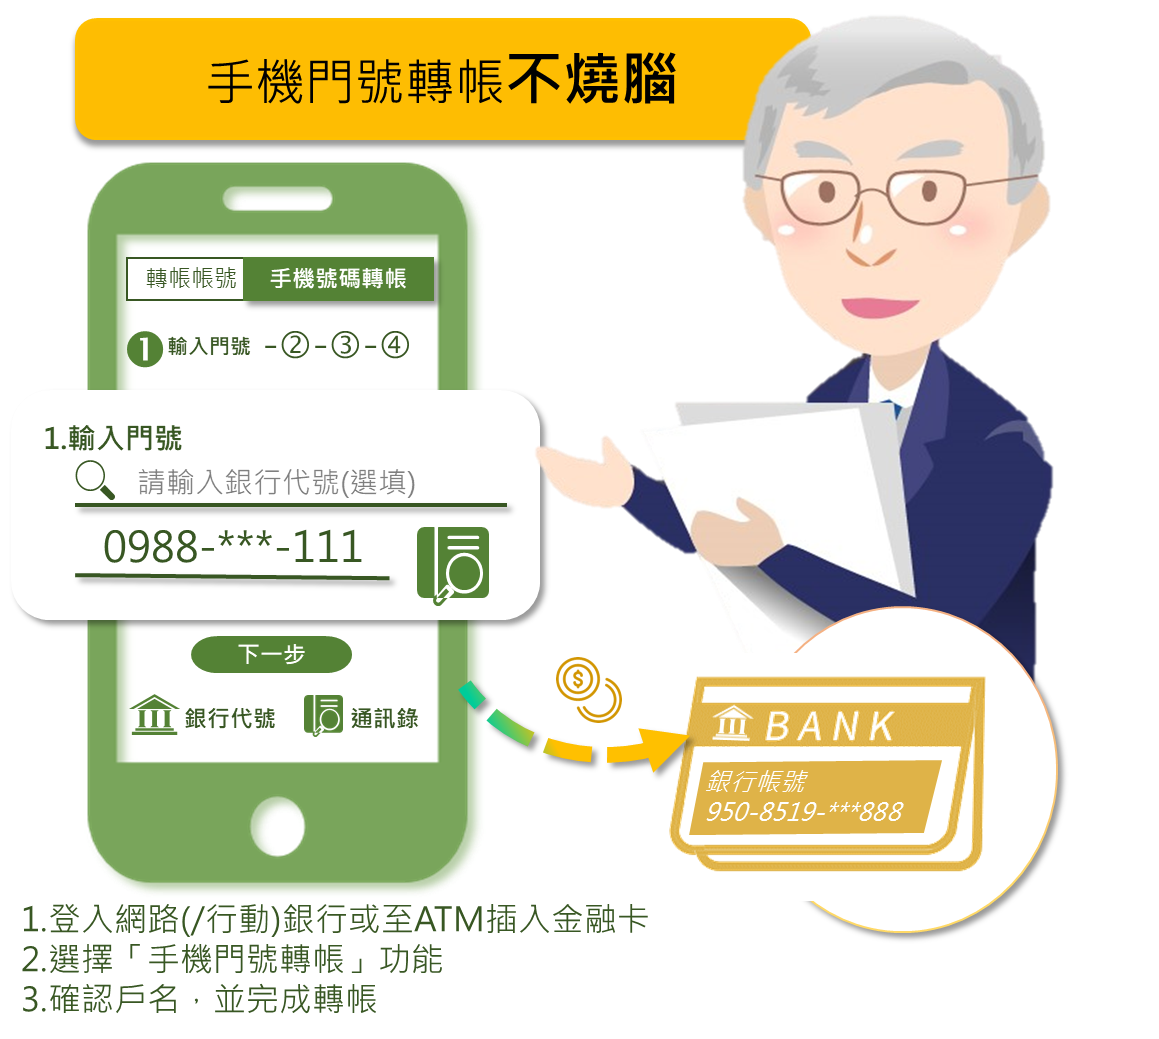 手機門號轉帳不燒腦
轉帳帳號 手機號碼轉帳
1 輸入門號 -②-③-④
1.輸入門號
請輸入銀行代號(選填)
0988-***-111
下一步
銀行代號 通訊錄
$
BANK
銀行帳號
950-8519-***888
1.登入網路(/行動)銀行或至ATM插入金融卡
2.選擇「手機門號轉帳」功能
3.確認戶名，並完成轉帳